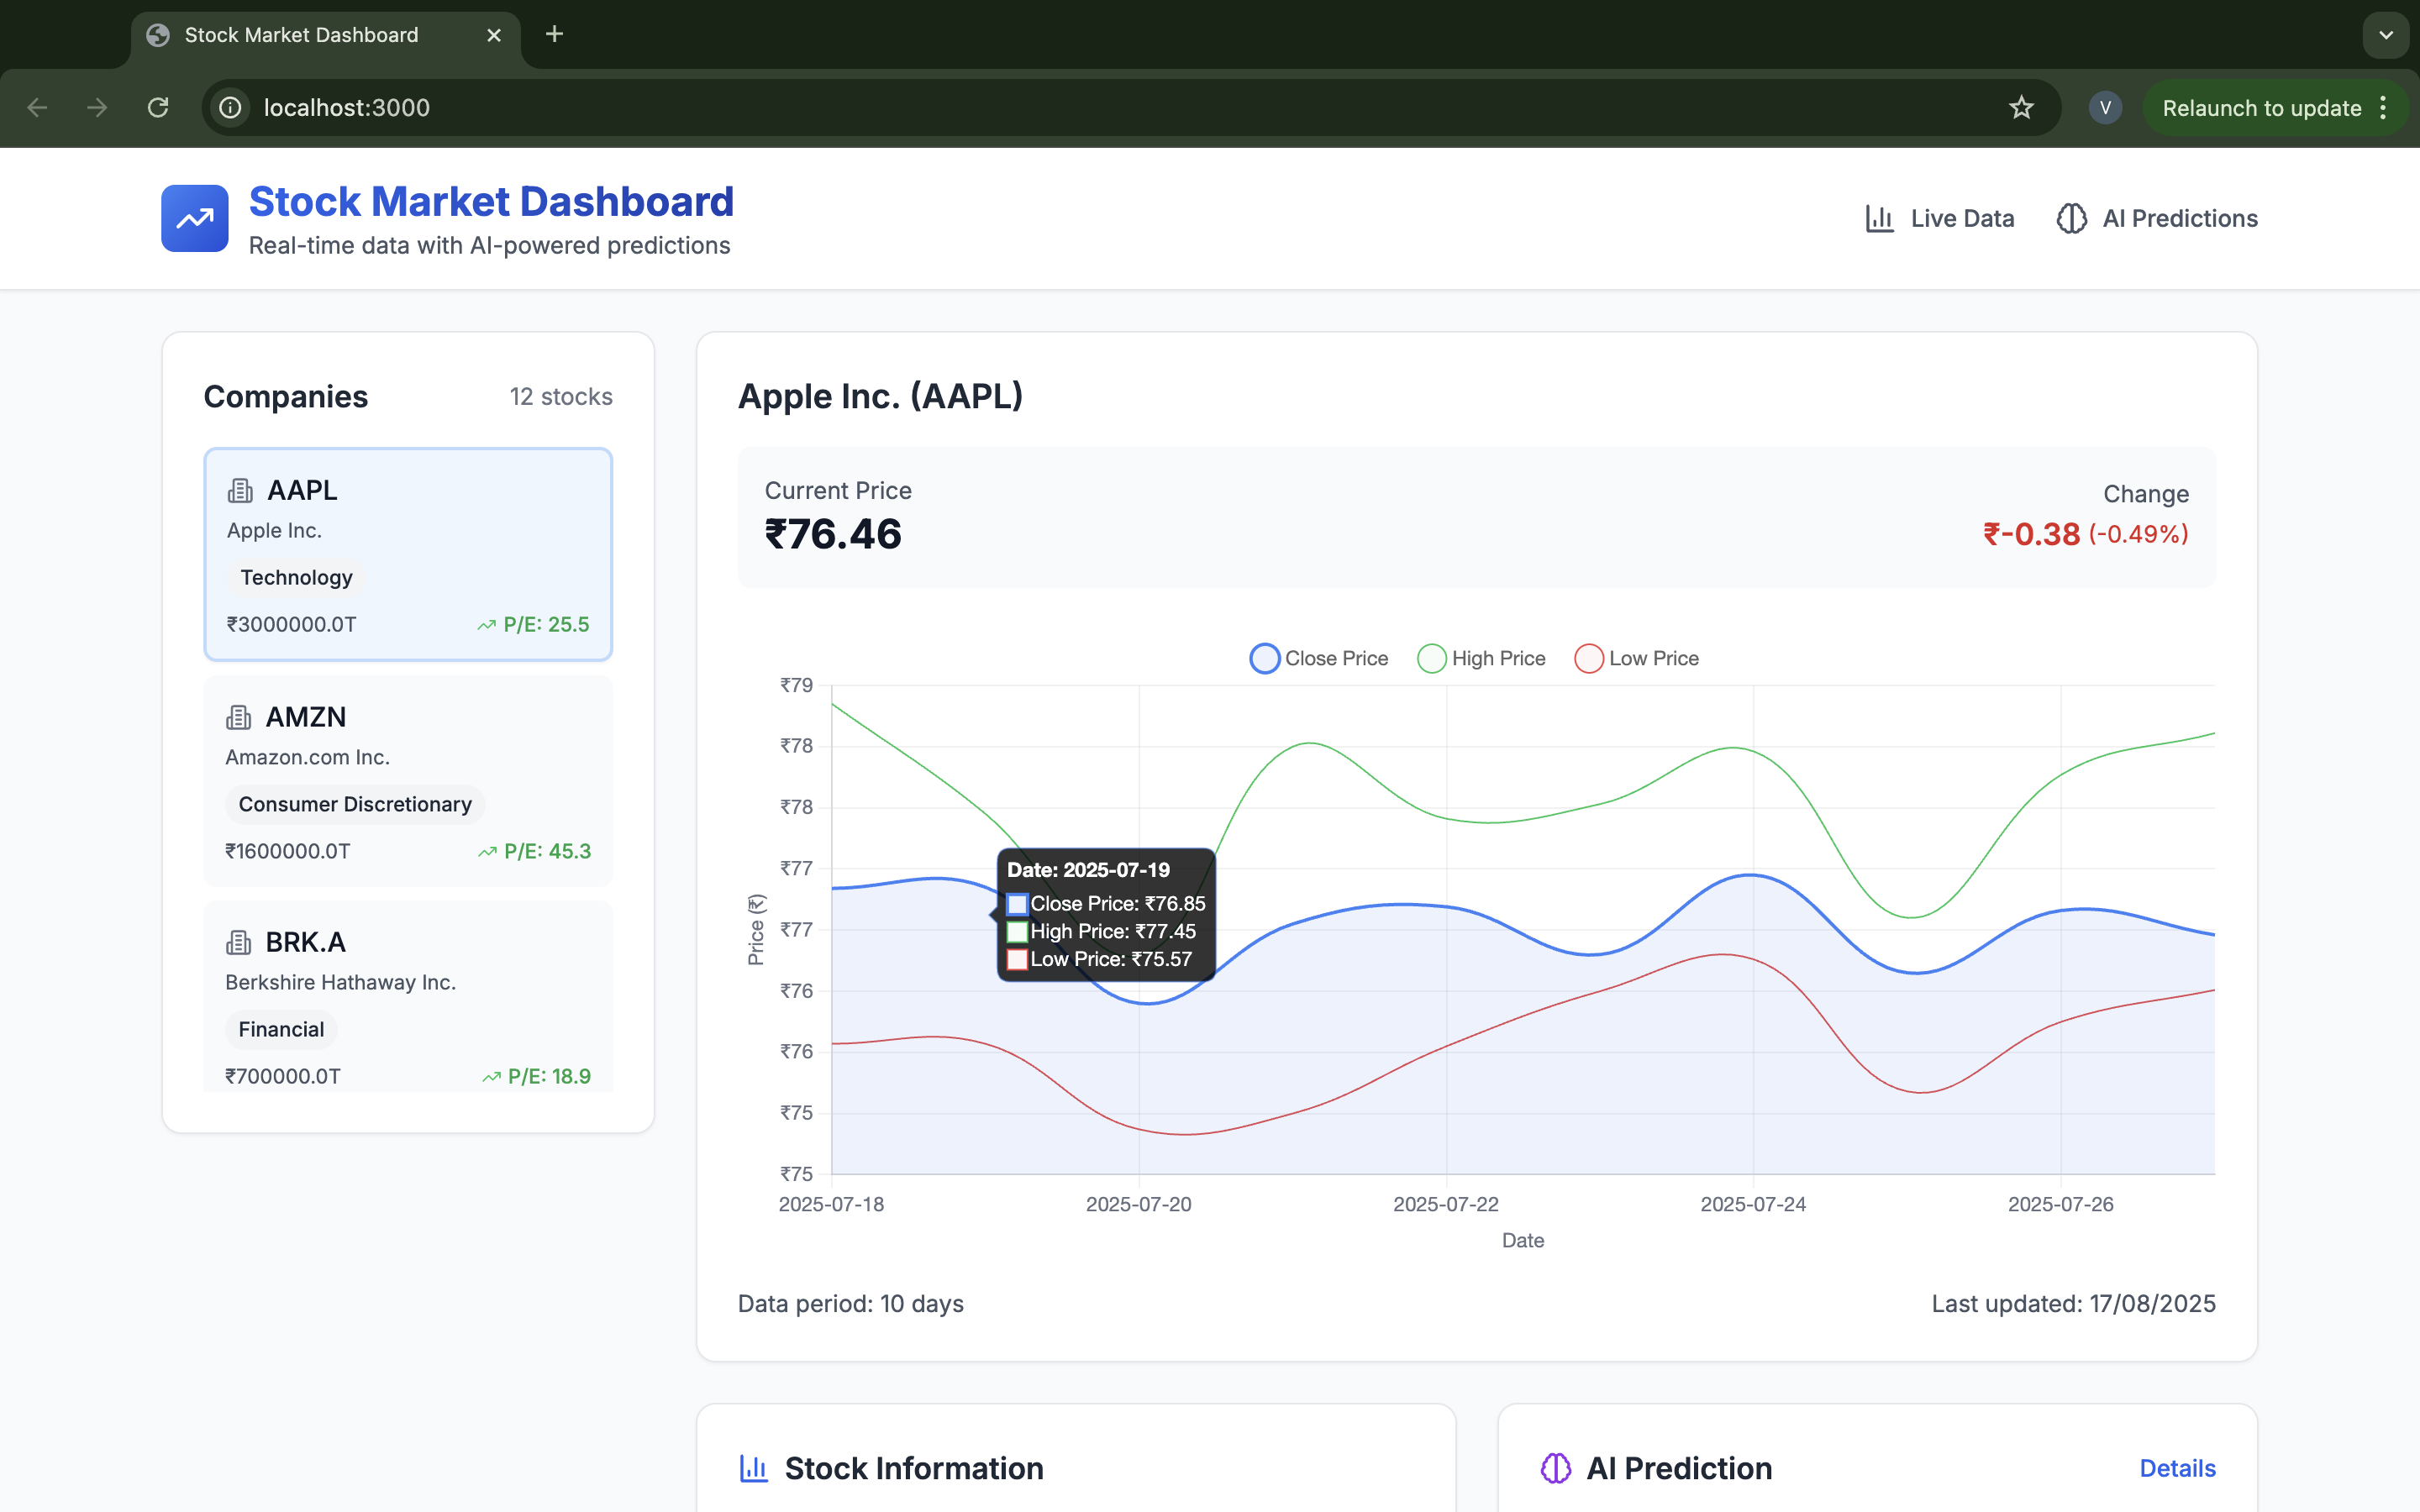 Stock Market Dashboard
localhost:3000
V
Relaunch to update
Stock Market Dashboard
Real-time data with AI-powered predictions
Live Data
AI Predictions
Companies
12 stocks
AAPL
Apple Inc.
Technology
₹3000000.0T
P/E: 25.5
AMZN
Amazon.com Inc.
Consumer Discretionary
₹1600000.0T
P/E: 45.3
BRK.A
Berkshire Hathaway Inc.
Financial
₹700000.0T
P/E: 18.9
Apple Inc. (AAPL)
Current Price
₹76.46
Change
₹-0.38 (-0.49%)
Close Price
High Price
Low Price
₹79
₹78
₹78
₹77
₹77
₹76
₹76
₹75
₹75
Price (₹)
Date: 2025-07-19
Close Price: ₹76.85
High Price: ₹77.45
Low Price: ₹75.57
2025-07-18
2025-07-20
2025-07-22
2025-07-24
2025-07-26
Date
Data period: 10 days
Last updated: 17/08/2025
Stock Information
AI Prediction
Details